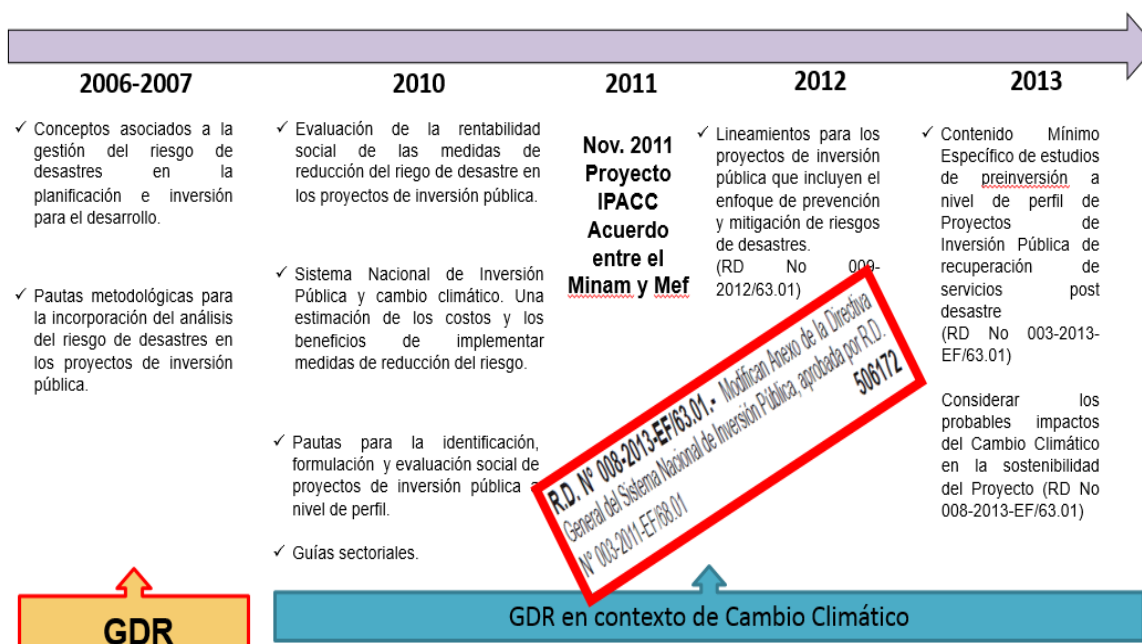 2006-2007
✓ Conceptos asociados a la
gestión del riesgo de
desastres en la
planificación e inversión
para el desarrollo.
✓ Pautas metodológicas para
la incorporación del análisis
del riesgo de desastres en
los proyectos de inversión
pública.
2010
✓ Evaluación de la rentabilidad
social de las medidas de
reducción del riego de desastre en
los proyectos de inversión pública.
✓ Sistema Nacional de Inversión
Pública y cambio climático. Una
estimación de los costos y los
beneficios de implementar
medidas de reducción del riesgo.
✓ Pautas para la identificación,
formulación y evaluación social de
proyectos de inversión pública a
nivel de perfil.
✓ Guías sectoriales.
2011
Nov. 2011
Proyecto
IPACC
Acuerdo
entre el
Minam y Mef
2012
✓ Lineamientos para los
proyectos de inversión
pública que incluyen el
enfoque de prevención
y mitigación de riesgos
de desastres.
(RD No 009-
2012/63.01)
2013
✓ Contenido Mínimo
Específico de estudios
de preinversión a
nivel de perfil de
Proyectos de
Inversión Pública de
recuperación de
servicios post
desastre
(RD No 003-2013-
EF/63.01)
Considerar los
probables impactos
del Cambio Climático
en la sostenibilidad
del Proyecto (RD No
008-2013-EF/63.01)
R.D. N° 008-2013-EF/63.01.- Modifican Anexo de la Directiva
General del Sistema Nacional de Inversión Pública, aprobada por R.D.
N° 003-2011-EF/68.01 506172
GDR
GDR en contexto de Cambio Climático